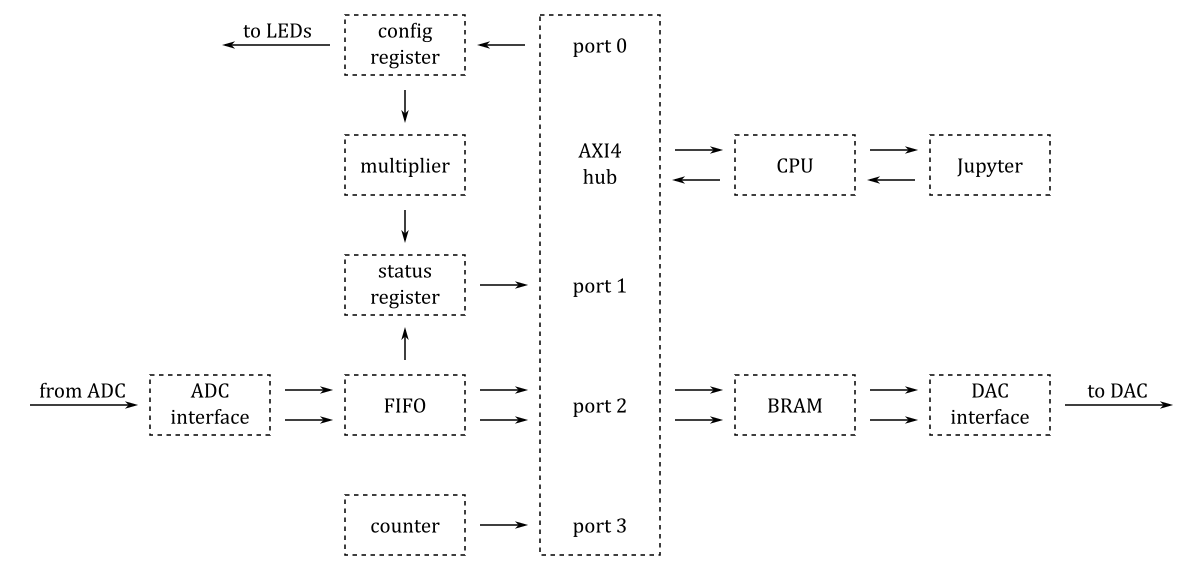 to LEDs
config
register
port 0
multiplier
AXI4
hub
CPU
Jupyter
status
register
port 1
from ADC
ADC
interface
FIFO
port 2
BRAM
DAC
interface
to DAC
counter
port 3